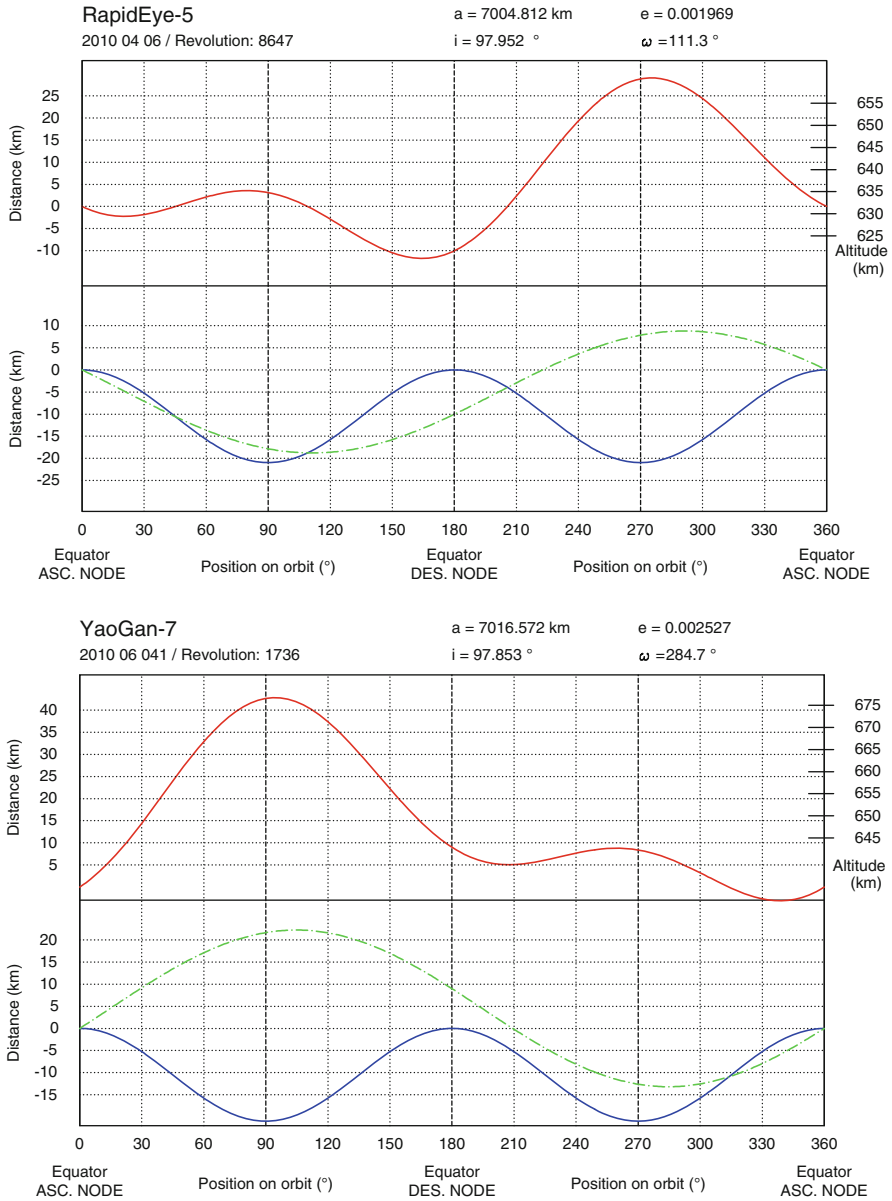 RapidEye-5 a = 7004.812 km e = 0.001969
2010 04 06 / Revolution: 8647 i = 97.952 ° ω =111.3 °
Distance (km)
25
20
15
10
5
0
-5
-10
655
650
645
640
635
630
625
Altitude
(km)
Distance (km)
10
5
0
-5
-10
-15
-20
-25
0 30 60 90 120 150 180 210 240 270 300 330 360
Equator Equator Equator
ASC. NODE Position on orbit (°) DES. NODE Position on orbit (°) ASC. NODE
YaoGan-7 a = 7016.572 km e = 0.002527
2010 06 041 / Revolution: 1736 i = 97.853 ° ω =284.7 °
Distance (km)
40
35
30
25
20
15
10
5
675
670
665
660
655
650
645
Altitude
(km)
Distance (km)
20
15
10
5
0
-5
-10
-15
0 30 60 90 120 150 180 210 240 270 300 330 360
Equator Equator Equator
ASC. NODE Position on orbit (°) DES. NODE Position on orbit (°) ASC. NODE